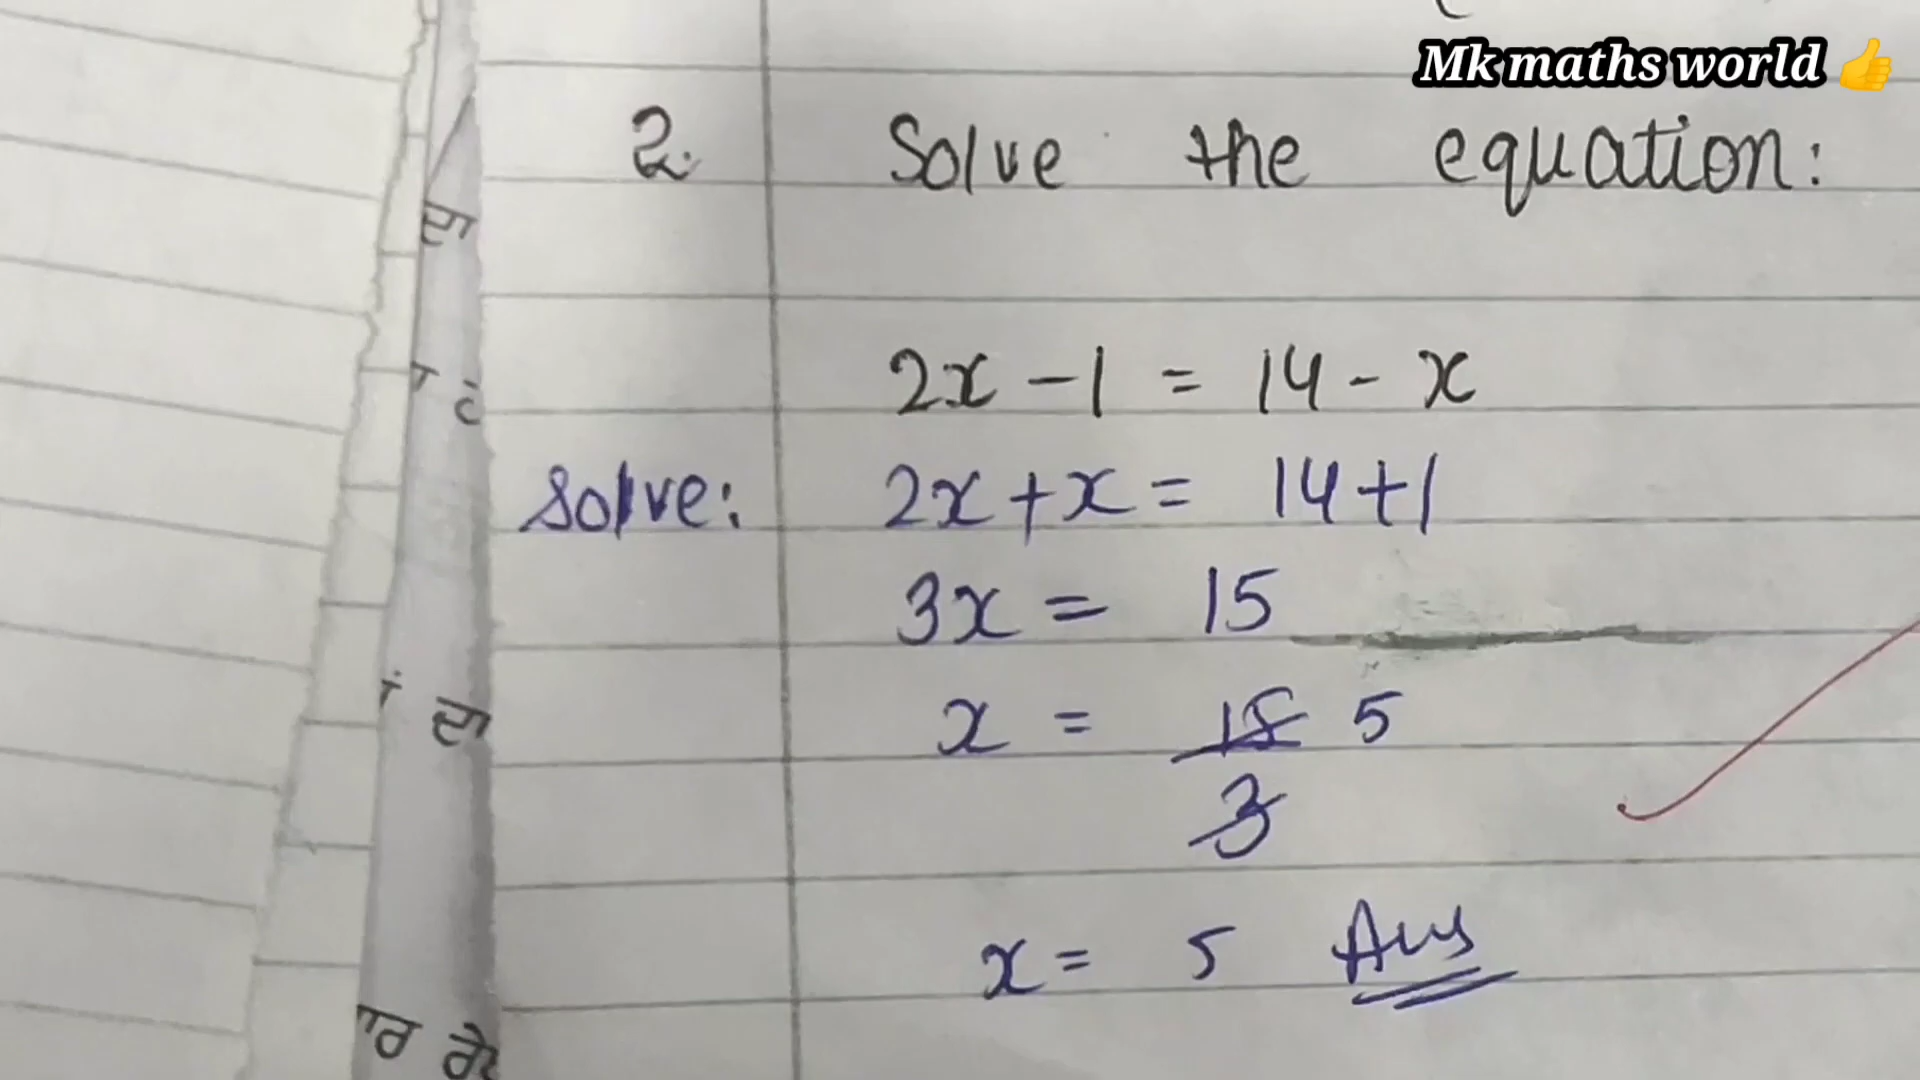 Mk maths world 👍
2. Solve the equation:
2x - 1 = 14 - x
Solve: 2x + x = 14 + 1
3x = 15
x = 15 5
3
x = 5 Ans
ਦਾ
ਦਾ